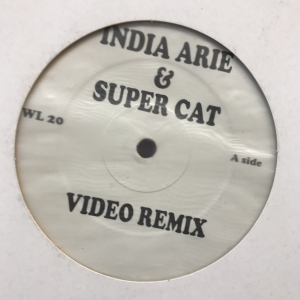 INDIA ARIE
&
SUPER CAT
WL 20
A side
VIDEO REMIX